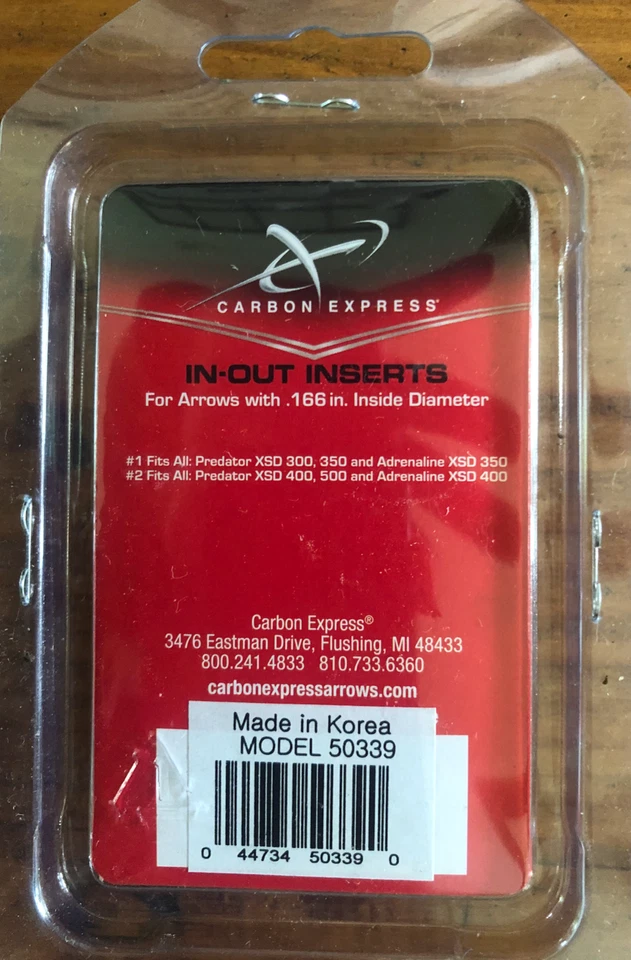 CARBON EXPRESS®
IN-OUT INSERTS
For Arrows with .166 in. Inside Diameter
#1 Fits All: Predator XSD 300, 350 and Adrenaline XSD 350
#2 Fits All: Predator XSD 400, 500 and Adrenaline XSD 400
Carbon Express®
3476 Eastman Drive, Flushing, MI 48433
800.241.4833 810.733.6360
carbonexpressarrows.com
Made in Korea
MODEL 50339
0 44734 50339 0